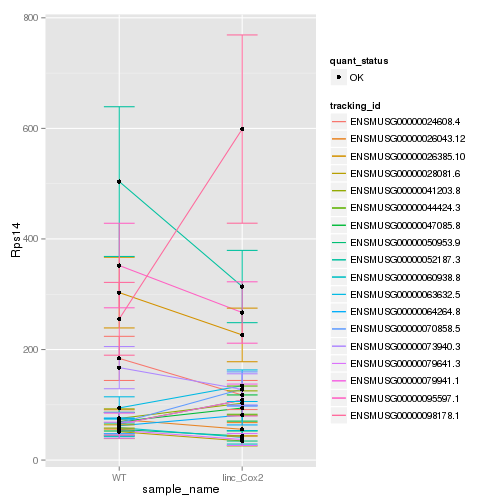 800
600
400
200
0
Rps14
WT
linc_Cox2
sample_name
quant_status
OK
tracking_id
ENSMUSG00000024608.4
ENSMUSG00000026043.12
ENSMUSG00000026385.10
ENSMUSG00000028081.6
ENSMUSG00000041203.8
ENSMUSG00000044424.3
ENSMUSG00000047085.8
ENSMUSG00000050953.9
ENSMUSG00000052187.3
ENSMUSG00000060938.8
ENSMUSG00000063632.5
ENSMUSG00000064264.8
ENSMUSG00000070858.5
ENSMUSG00000073940.3
ENSMUSG00000079641.3
ENSMUSG00000079941.1
ENSMUSG00000095597.1
ENSMUSG00000098178.1